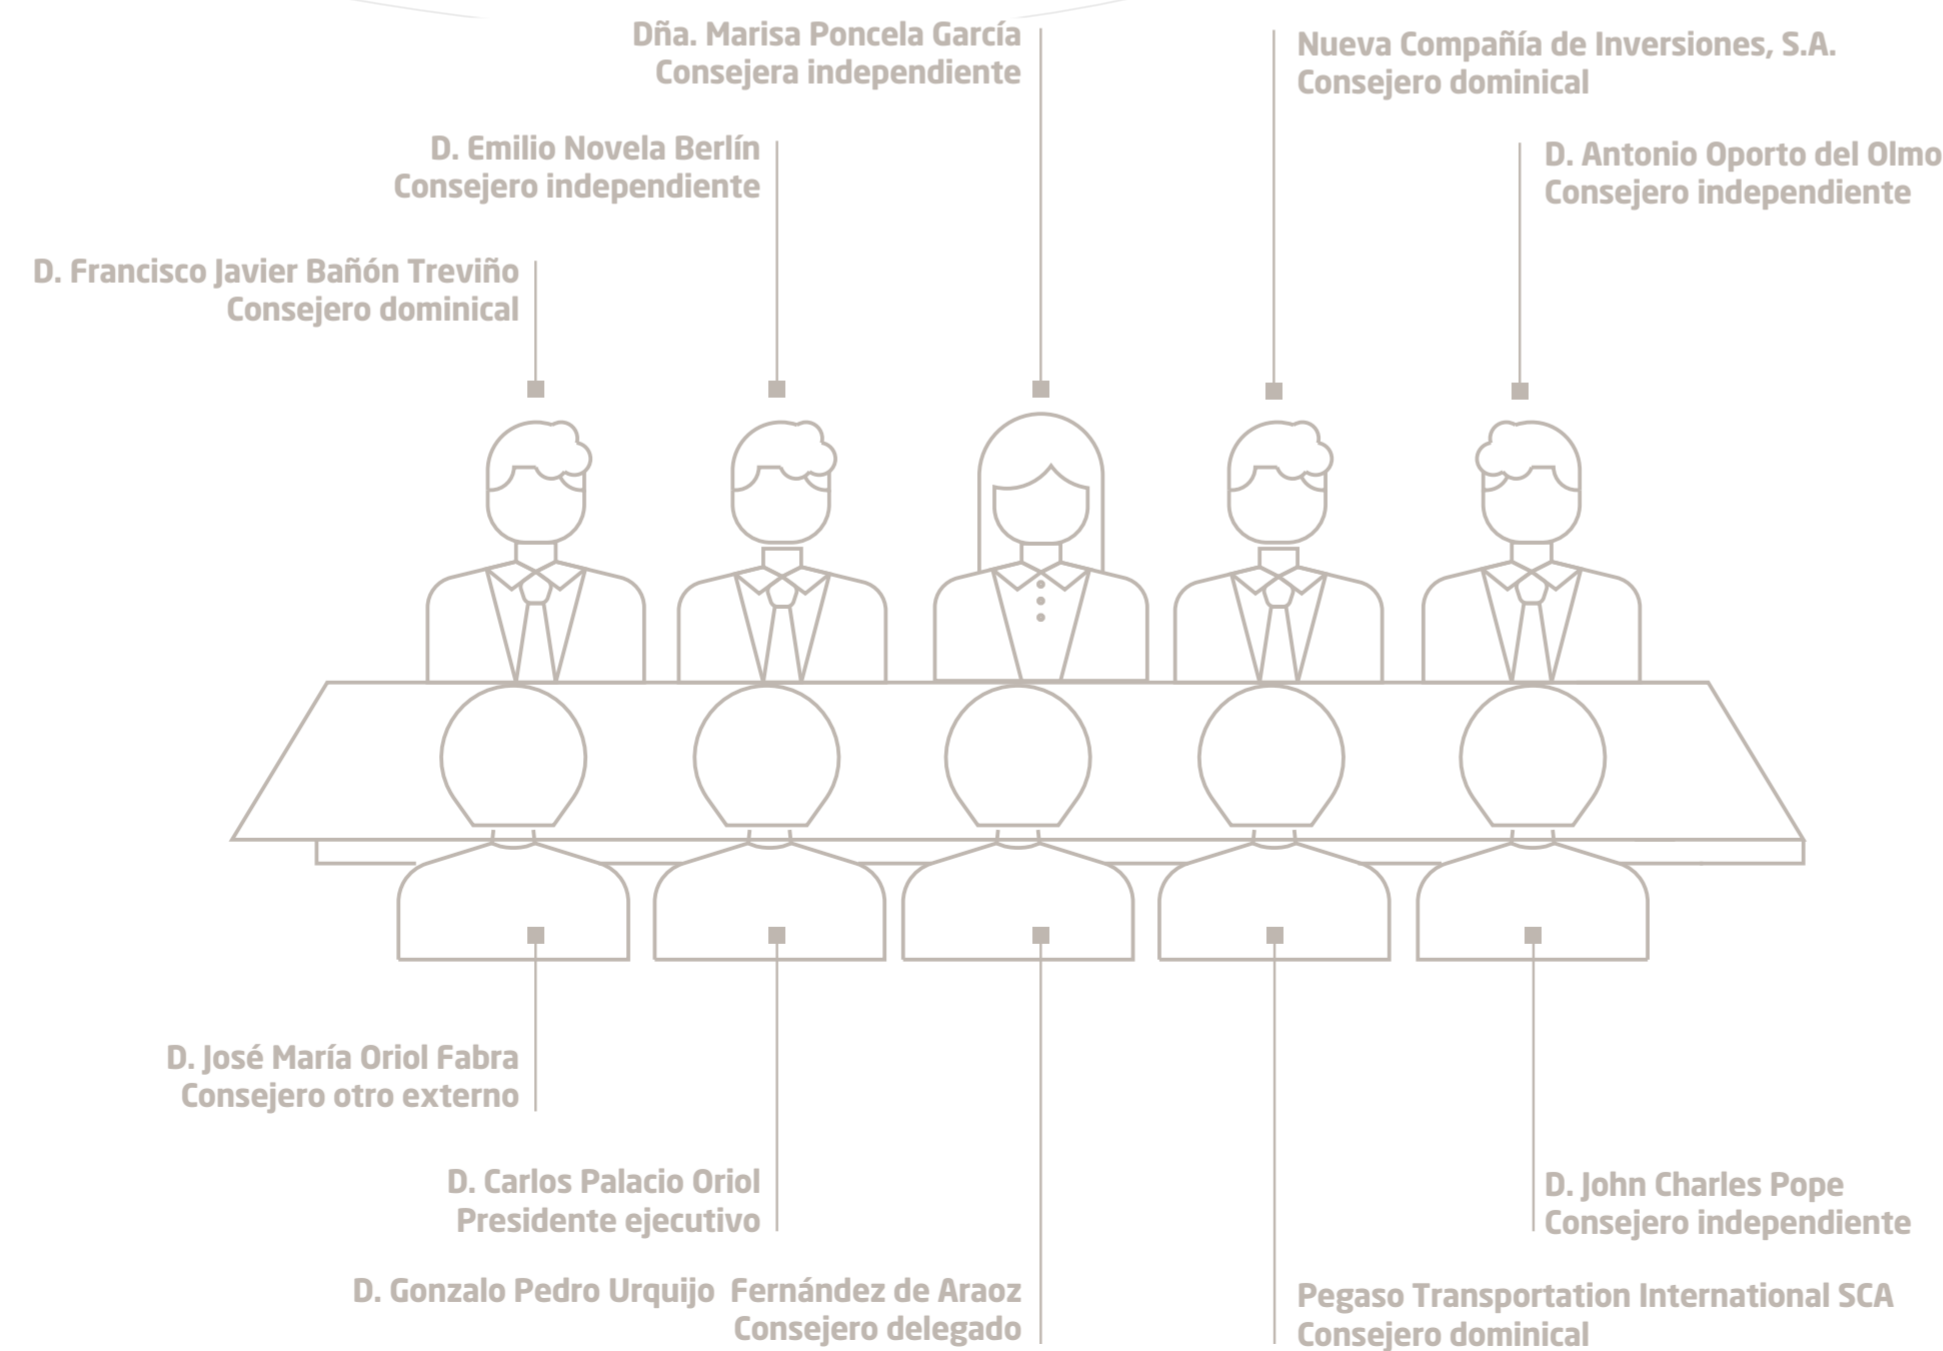 Dña. Marisa Poncela García
Consejera independiente
Nueva Compañía de Inversiones, S.A.
Consejero dominical
D. Emilio Novela Berlín
Consejero independiente
D. Antonio Oporto del Olmo
Consejero independiente
D. Francisco Javier Bañón Treviño
Consejero dominical
D. José María Oriol Fabra
Consejero otro externo
D. Carlos Palacio Oriol
Presidente ejecutivo
D. John Charles Pope
Consejero independiente
D. Gonzalo Pedro Urquijo Fernández de Araoz
Consejero delegado
Pegaso Transportation International SCA
Consejero dominical